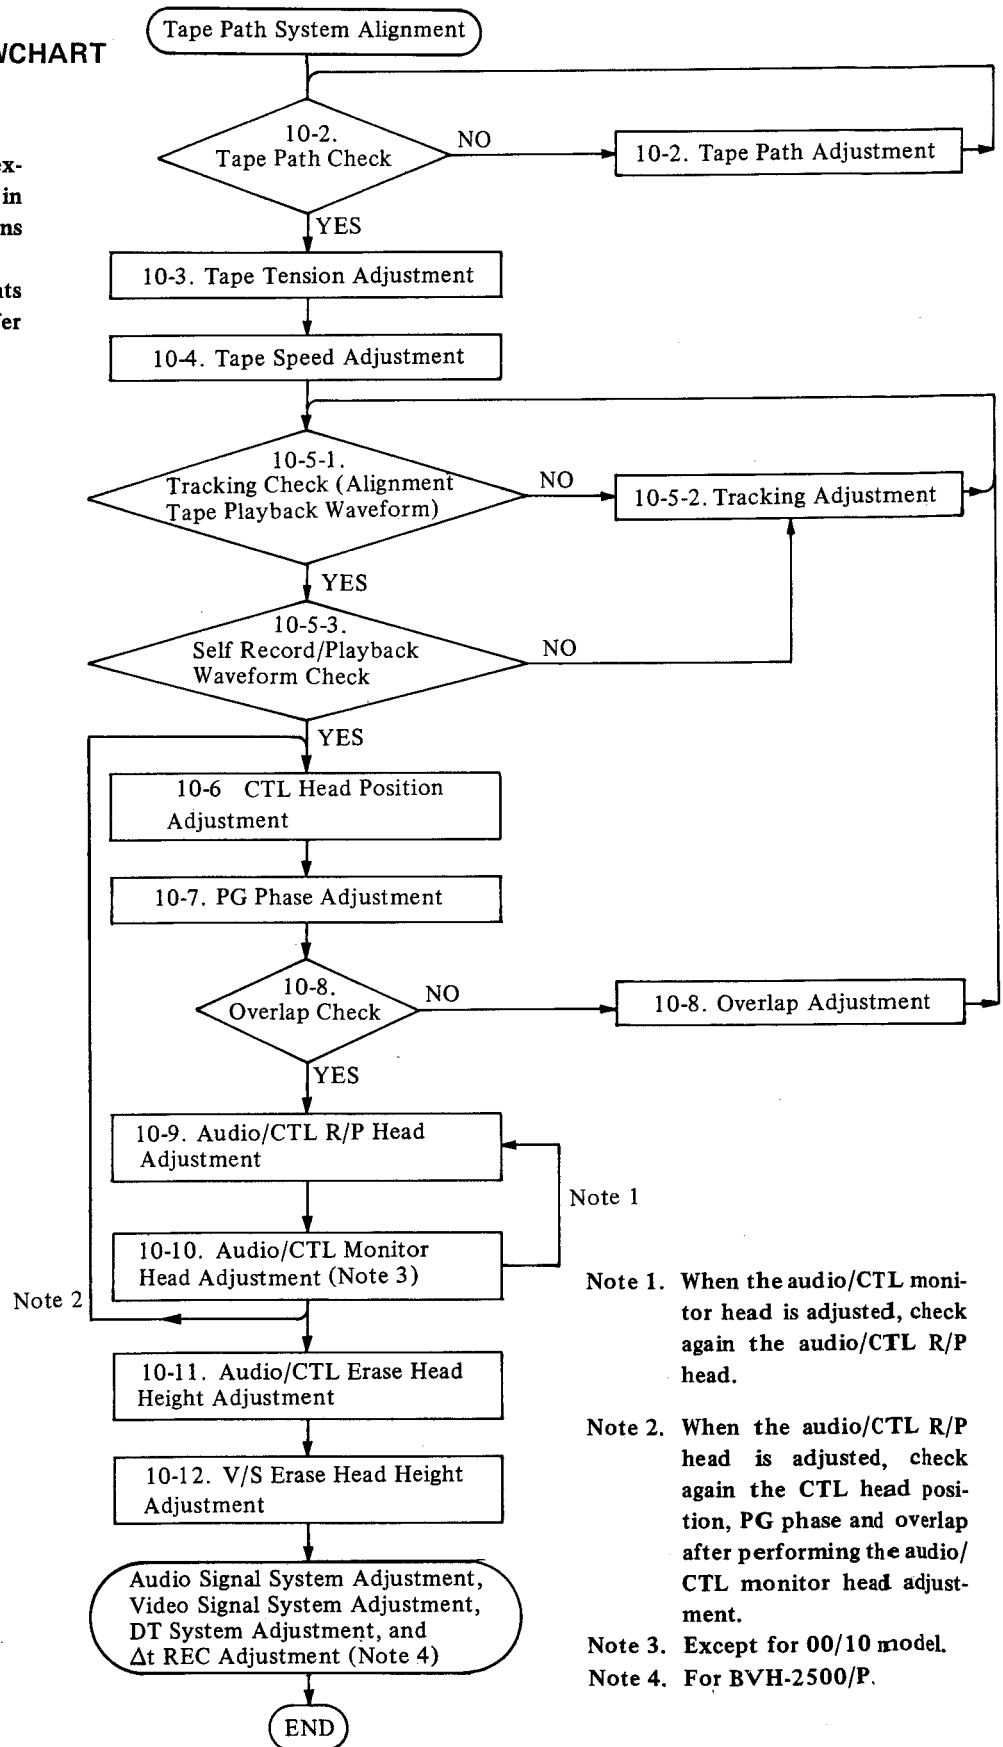 Tape Path System Alignment
WCHART
10-2.
Tape Path Check
NO
10-2. Tape Path Adjustment
ex-
in
ns
YES
10-3. Tape Tension Adjustment
nts
fer
10-4. Tape Speed Adjustment
10-5-1.
Tracking Check (Alignment
Tape Playback Waveform)
NO
10-5-2. Tracking Adjustment
YES
10-5-3.
Self Record/Playback
Waveform Check
NO
YES
10-6 CTL Head Position
Adjustment
10-7. PG Phase Adjustment
10-8.
Overlap Check
NO
10-8. Overlap Adjustment
YES
10-9. Audio/CTL R/P Head
Adjustment
Note 1
10-10. Audio/CTL Monitor
Head Adjustment (Note 3)
Note 2
10-11. Audio/CTL Erase Head
Height Adjustment
10-12. V/S Erase Head Height
Adjustment
Audio Signal System Adjustment,
Video Signal System Adjustment,
DT System Adjustment, and
Δt REC Adjustment (Note 4)
END
Note 1. When the audio/CTL moni-
tor head is adjusted, check
again the audio/CTL R/P
head.
Note 2. When the audio/CTL R/P
head is adjusted, check
again the CTL head posi-
tion, PG phase and overlap
after performing the audio/
CTL monitor head adjust-
ment.
Note 3. Except for 00/10 model.
Note 4. For BVH-2500/P.